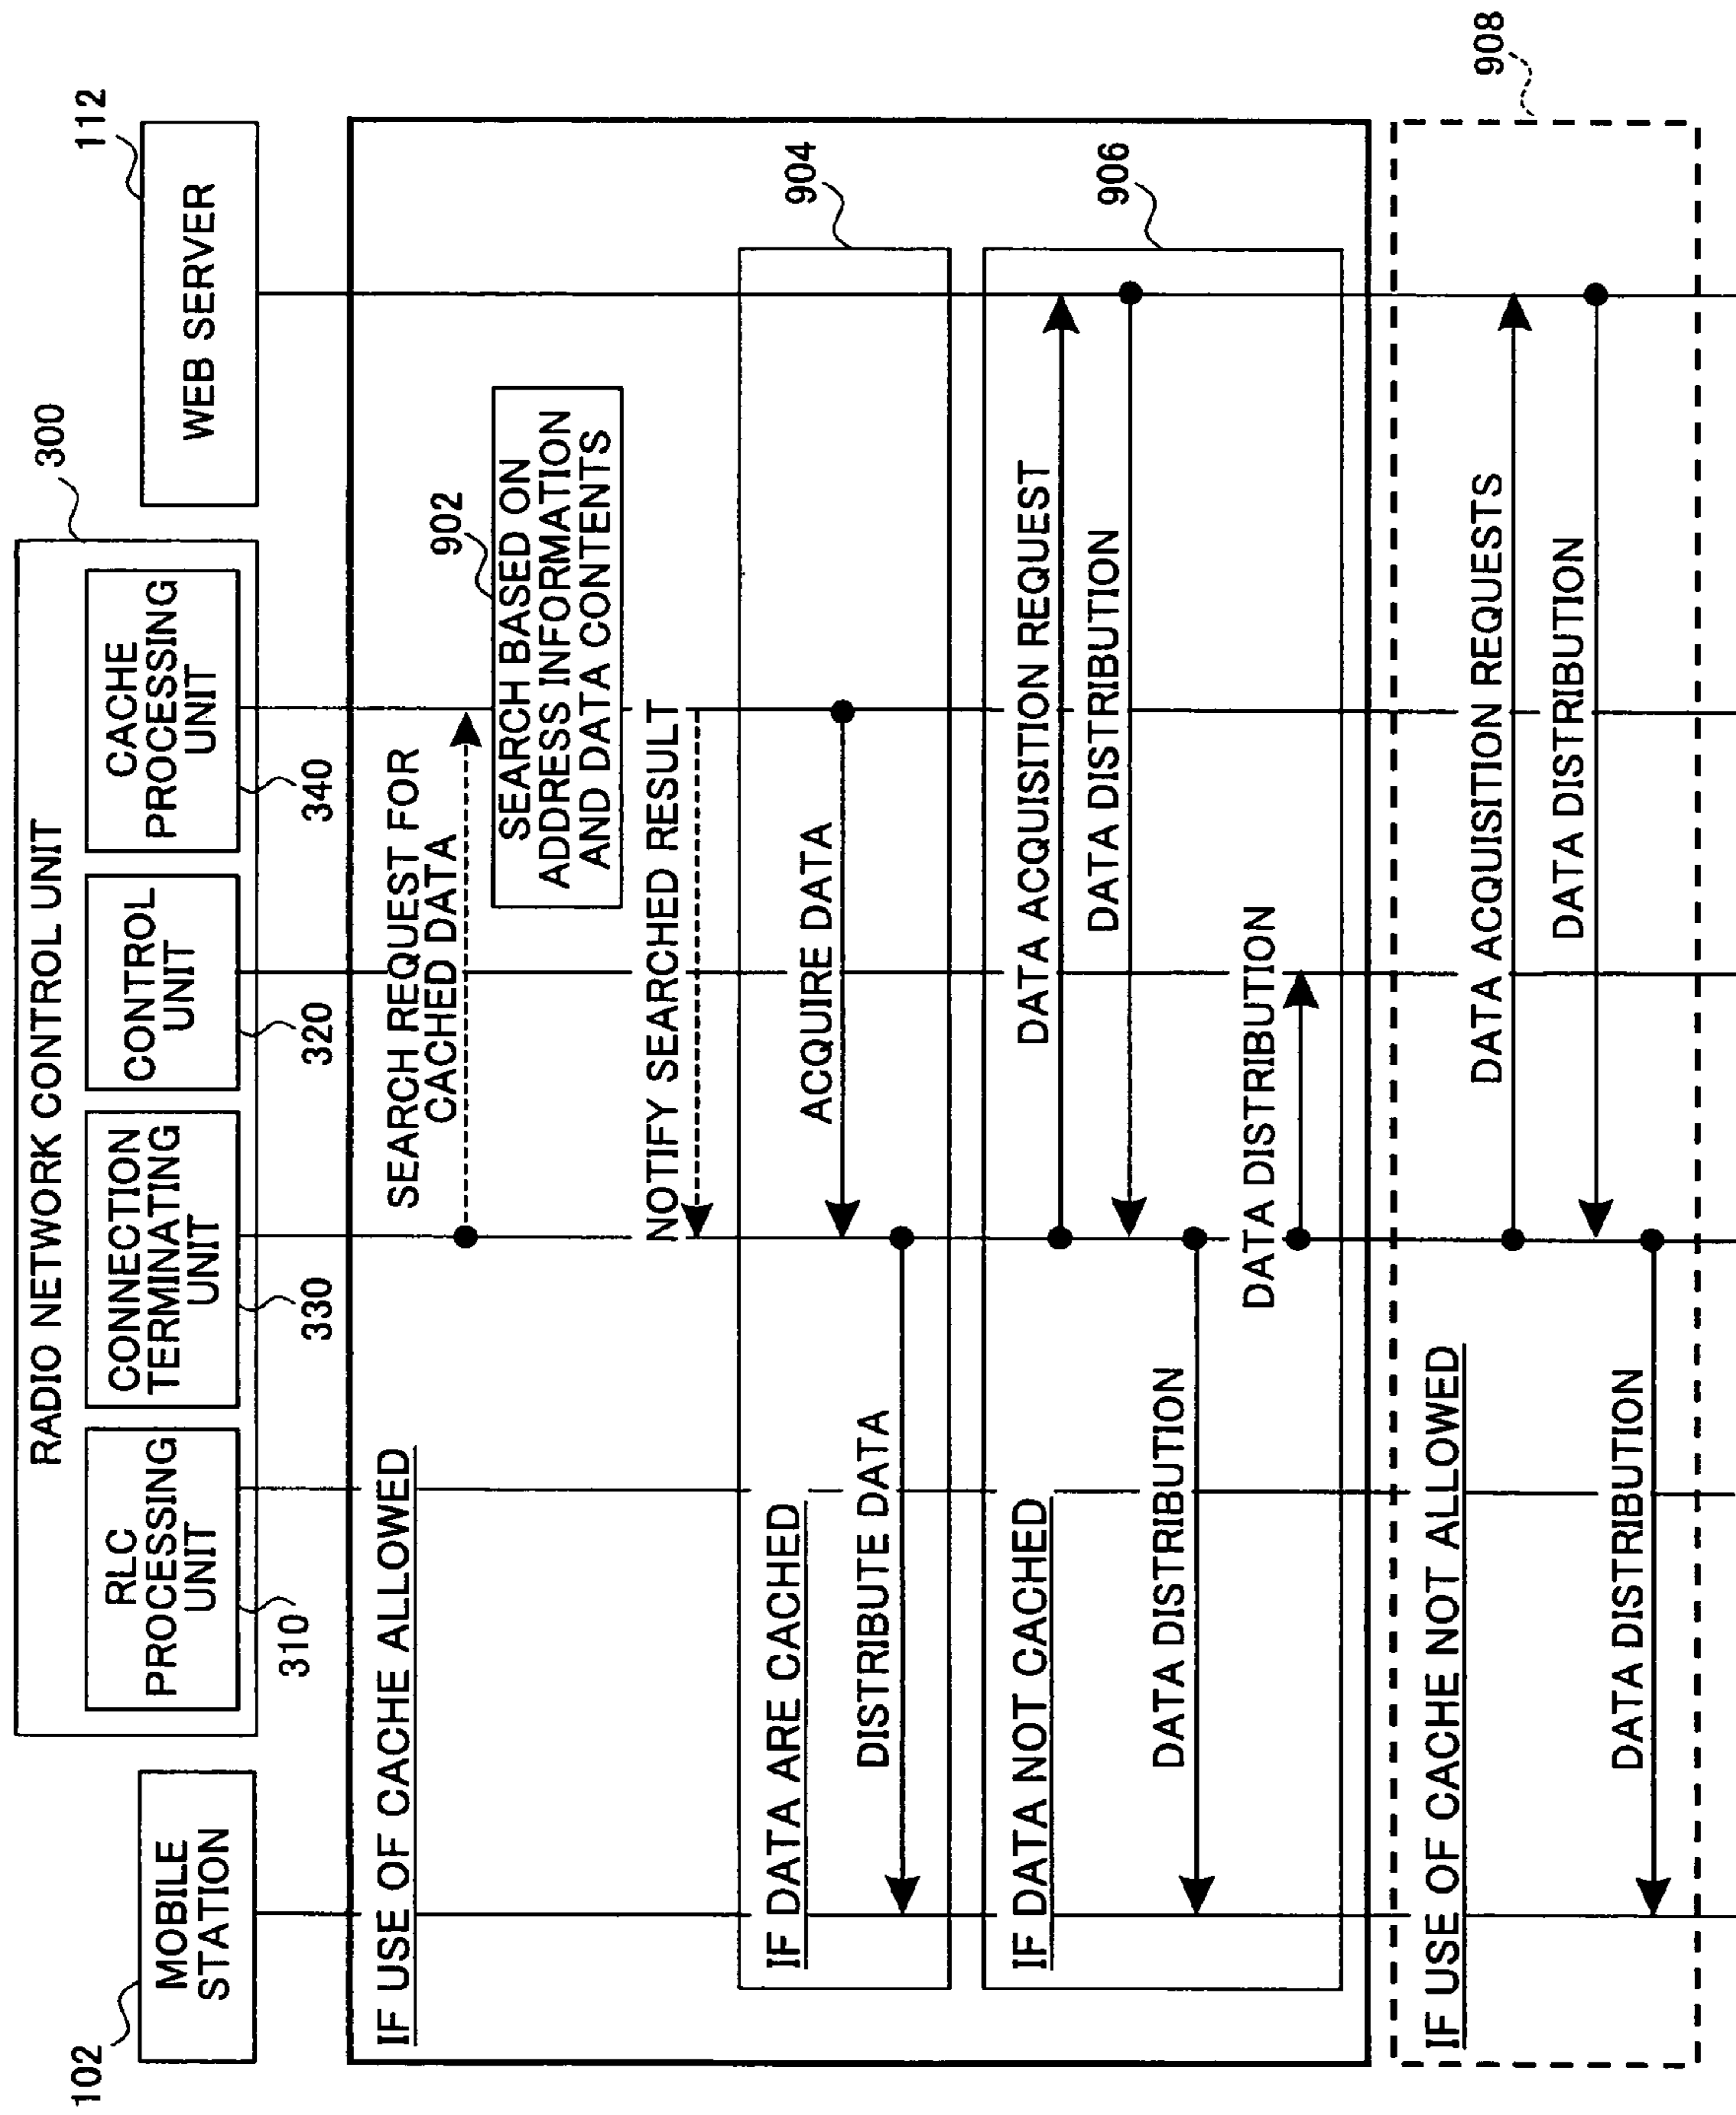 102
MOBILE
STATION
RADIO NETWORK CONTROL UNIT
300
RLC
PROCESSING
UNIT
310
CONNECTION
TERMINATING
UNIT
330
CONTROL
UNIT
320
CACHE
PROCESSING
UNIT
340
WEB SERVER
112
IF USE OF CACHE ALLOWED
SEARCH REQUEST FOR
CACHED DATA
902
SEARCH BASED ON
ADDRESS INFORMATION
AND DATA CONTENTS
NOTIFY SEARCHED RESULT
904
IF DATA ARE CACHED
ACQUIRE DATA
DISTRIBUTE DATA
906
IF DATA NOT CACHED
DATA ACQUISITION REQUEST
DATA DISTRIBUTION
DATA DISTRIBUTION
DATA DISTRIBUTION
908
IF USE OF CACHE NOT ALLOWED
DATA ACQUISITION REQUESTS
DATA DISTRIBUTION
DATA DISTRIBUTION